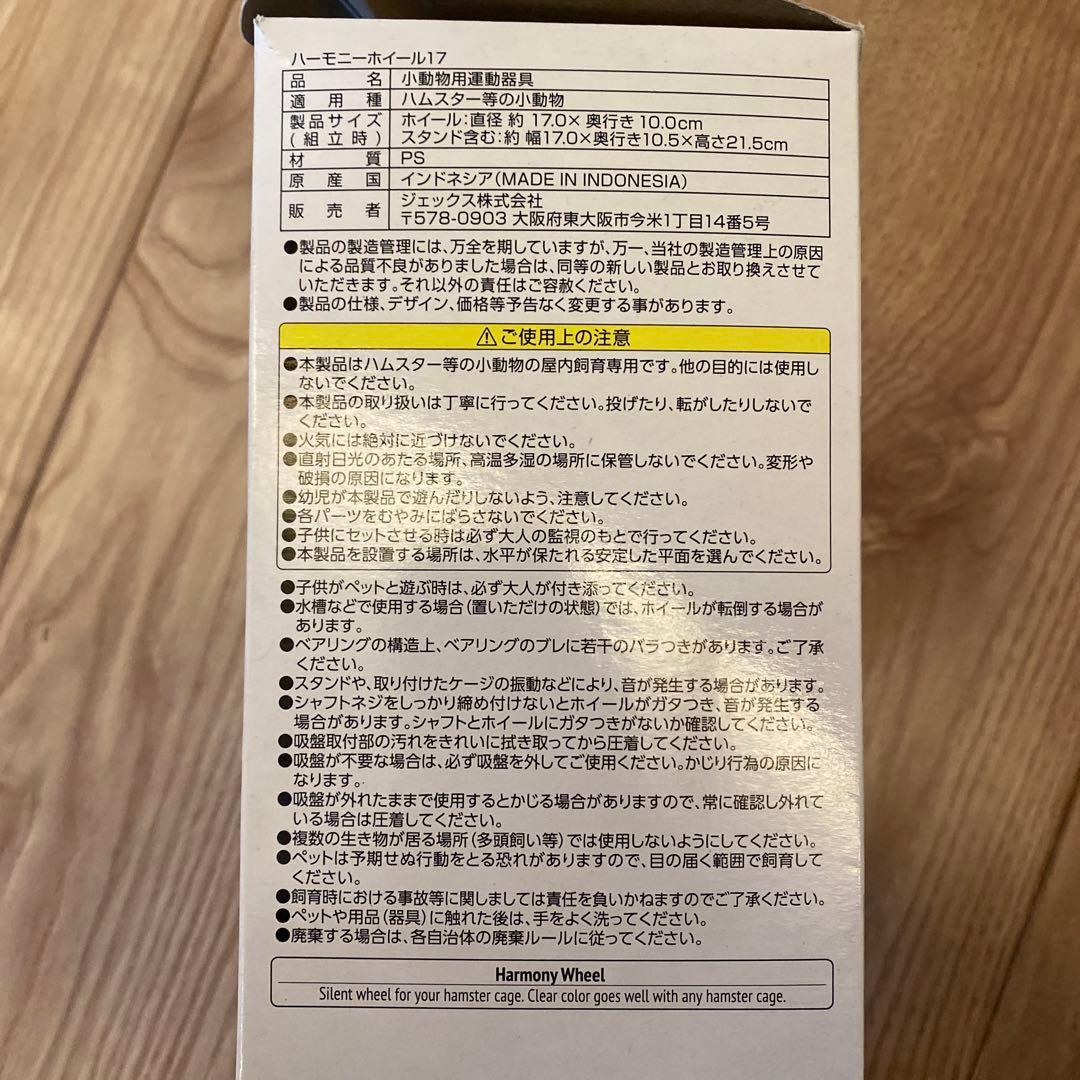 ハーモニーホイール17
品名 小動物用運動器具
適用種 ハムスター等の小動物
製品サイズ ホイール:直径 約 17.0× 奥行き 10.0cm
(組立時) スタンド含む:約 幅17.0×奥行き10.5×高さ21.5cm
材質 PS
原産国 インドネシア(MADE IN INDONESIA)
販売者 ジェックス株式会社
〒578-0903 大阪府東大阪市今米1丁目14番5号
●製品の製造管理には、万全を期していますが、万一、当社の製造管理上の原因
による品質不良がありました場合は、同等の新しい製品とお取り換えさせて
いただきます。それ以外の責任はご容赦ください。
●製品の仕様、デザイン、価格等予告なく変更する事があります。
⚠ご使用上の注意
●本製品はハムスター等の小動物の屋内飼育専用です。他の目的には使用し
ないでください。
●本製品の取り扱いは丁寧に行ってください。投げたり、転がしたりしないで
ください。
●火気には絶対に近づけないでください。
●直射日光のあたる場所、高温多湿の場所に保管しないでください。変形や
破損の原因になります。
●幼児が本製品で遊んだりしないよう、注意してください。
●各パーツをむやみにばらさないでください。
●子供にセットさせる時は必ず大人の監視のもとで行ってください。
●本製品を設置する場所は、水平が保たれる安定した平面を選んでください。
●子供がペットと遊ぶ時は、必ず大人が付き添ってください。
●水槽などで使用する場合(置いただけの状態)では、ホイールが転倒する場合が
あります。
●ベアリングの構造上、ベアリングのブレに若干のバラつきがあります。ご了承
ください。
●スタンドや、取り付けたケージの振動などにより、音が発生する場合があります。
●シャフトネジをしっかり締め付けないとホイールがガタつき、音が発生する
場合があります。シャフトとホイールにガタつきがないか確認してください。
●吸盤取付部の汚れをきれいに拭き取ってから圧着してください。
●吸盤が不要な場合は、必ず吸盤を外してご使用ください。かじり行為の原因に
なります。
●吸盤が外れたままで使用するとかじる場合がありますので、常に確認し外れて
いる場合は圧着してください。
●複数の生き物が居る場所(多頭飼い等)では使用しないようにしてください。
●ペットは予期せぬ行動をとる恐れがありますので、目の届く範囲で飼育して
ください。
●飼育時における事故等に関しましては責任を負いかねますのでご了承ください。
●ペットや用品(器具)に触れた後は、手をよく洗ってください。
●廃棄する場合は、各自治体の廃棄ルールに従ってください。
Harmony Wheel
Silent wheel for your hamster cage. Clear color goes well with any hamster cage.